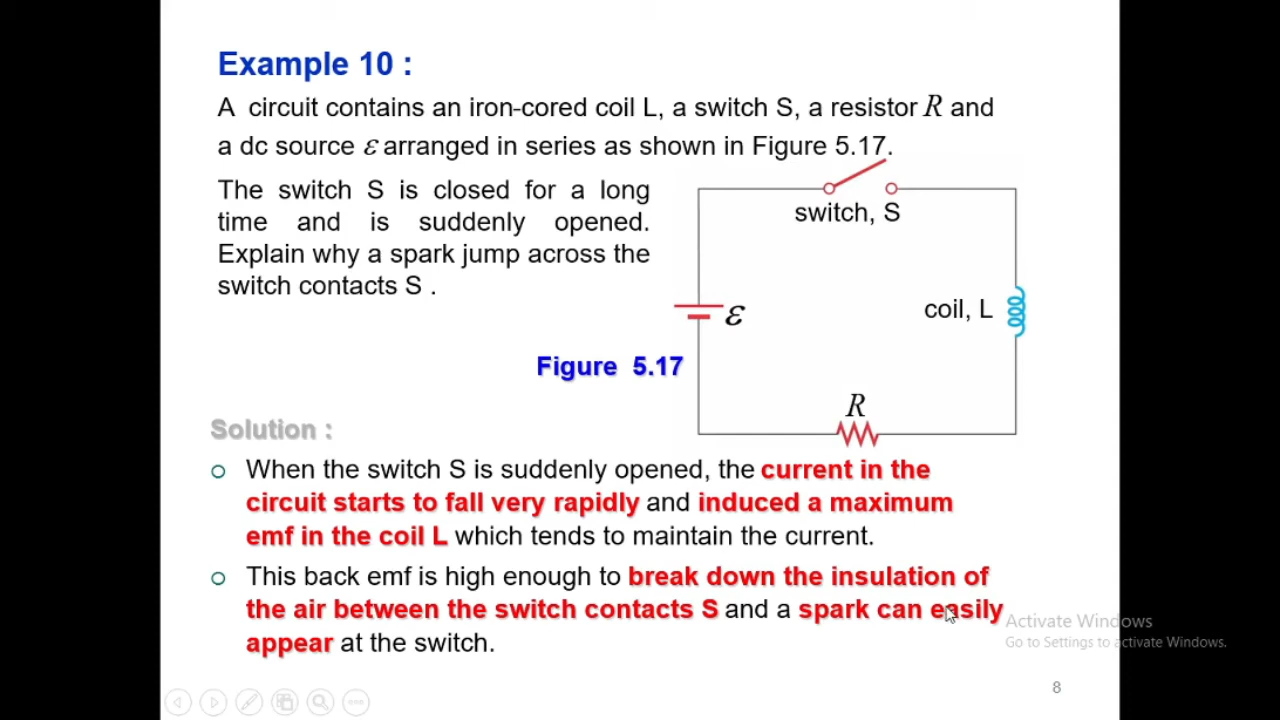 Example 10 :
A circuit contains an iron-cored coil L, a switch S, a resistor R and
a dc source ε arranged in series as shown in Figure 5.17.
The switch S is closed for a long
time and is suddenly opened.
Explain why a spark jump across the
switch contacts S .
switch, S
ε
coil, L
Figure 5.17
R
Solution :
When the switch S is suddenly opened, the current in the
circuit starts to fall very rapidly and induced a maximum
emf in the coil L which tends to maintain the current.
This back emf is high enough to break down the insulation of
the air between the switch contacts S and a spark can easily
appear at the switch.
Activate Windows
Go to Settings to activate Windows.
8